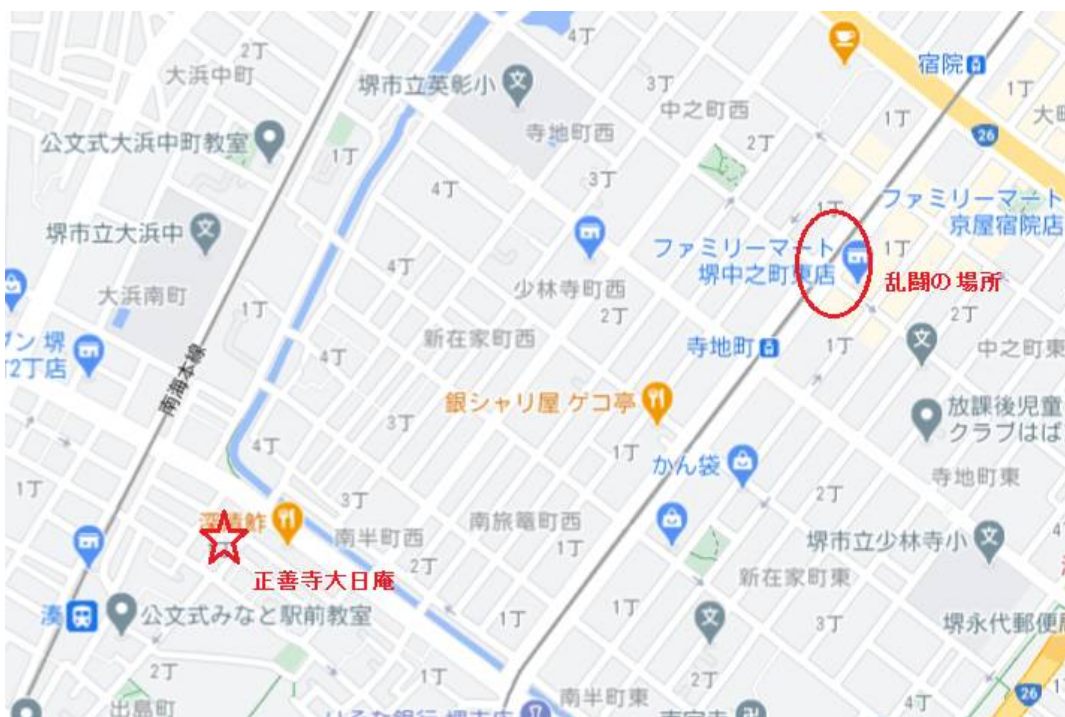 4丁
2丁
大浜中町
堺市立英彰小
宿院
3丁
中之町西
1丁
1丁
26
公文式大浜中町教室
1丁
寺地町西
2丁
4丁
3丁
ファミリーマート
京屋宿院店
1丁
堺市立大浜中
ファミリーマート
堺中之町東店
1丁
乱闘の場所
4丁
大浜南町
少林寺町西
2丁
2丁
1丁
新在家町西
寺地町
1丁
中之町東
4丁
南海本線
銀シャリ屋 ゲコ亭
放課後児童
クラブはば
3丁
4丁
1丁
かん袋
寺地町東
1丁
2丁
3丁
南旅篭町西
南半町西
1丁
堺市立少林寺小
正善寺大日庵
2丁
新在家町東
湊
公文式みなと駅前教室
1丁
1丁
3丁
堺永代郵便
2丁
1丁
2丁
南半町東
26
出島町
4丁